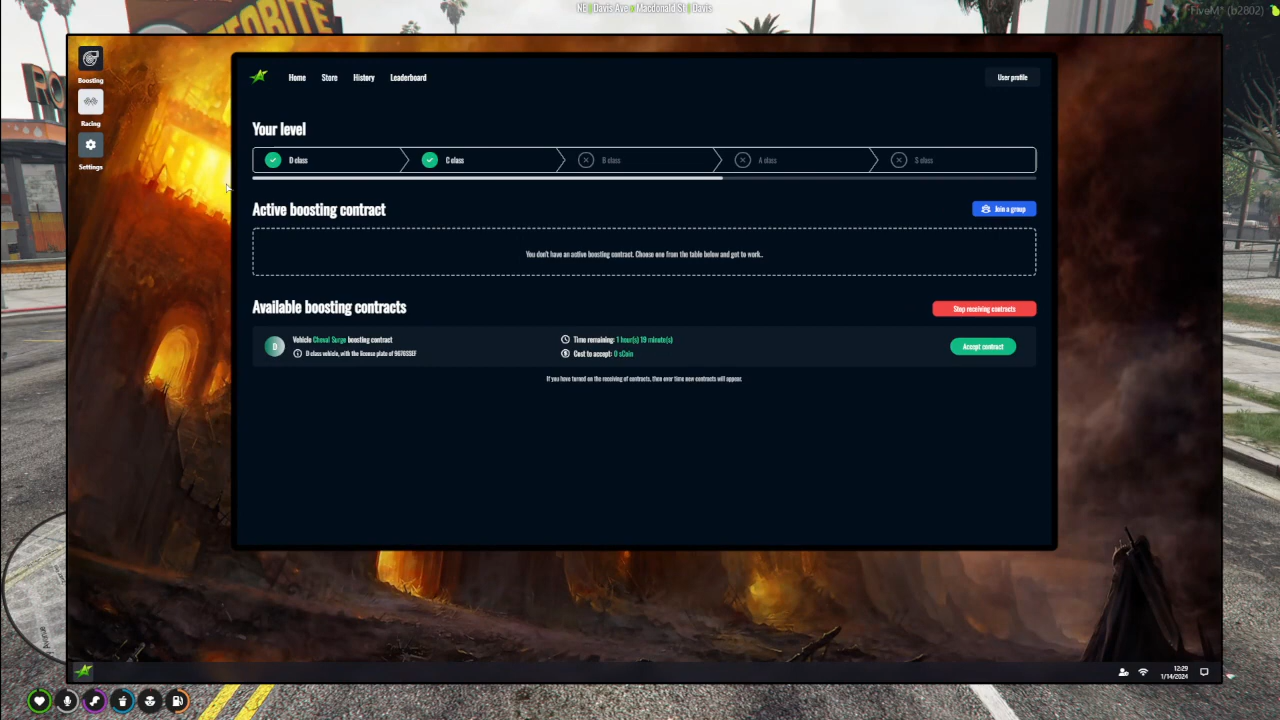 NE | Davis Ave x Macdonald St | Davis
FiveM* (b2802)
Boosting
Racing
Settings
Home
Store
History
Leaderboard
User profile
Your level
D class
C class
B class
A class
S class
Active boosting contract
Join a group
You don't have an active boosting contract. Choose one from the table below and get to work..
Available boosting contracts
Stop receiving contracts
D
Vehicle Cheval Surge boosting contract
D class vehicle, with the license plate of 9676SSEF
Time remaining: 1 hour(s) 19 minute(s)
Cost to accept: 0 sCoin
Accept contract
If you have turned on the receiving of contracts, then over time new contracts will appear.
12:29
1/14/2024